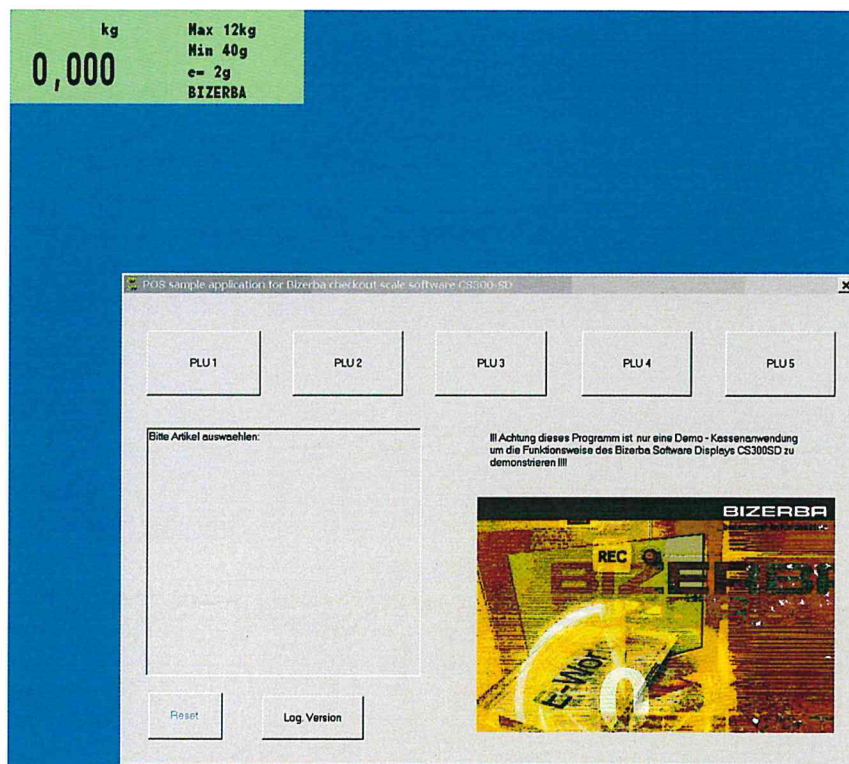 kg
Max 12kg
Min 40g
0,000
e= 2g
BIZERBA
POS sample application for Bizerba checkout scale software CS300-SD
PLU 1
PLU 2
PLU 3
PLU 4
PLU 5
Bitte Artikel auswaehlen:
!!! Achtung dieses Programm ist nur eine Demo - Kassenanwendung
um die Funktionsweise des Bizerba Software Displays CS300SD zu
demonstrieren !!!!
BIZERBA
REC
BIZERBA
E-Wor
0
Reset
Log. Version